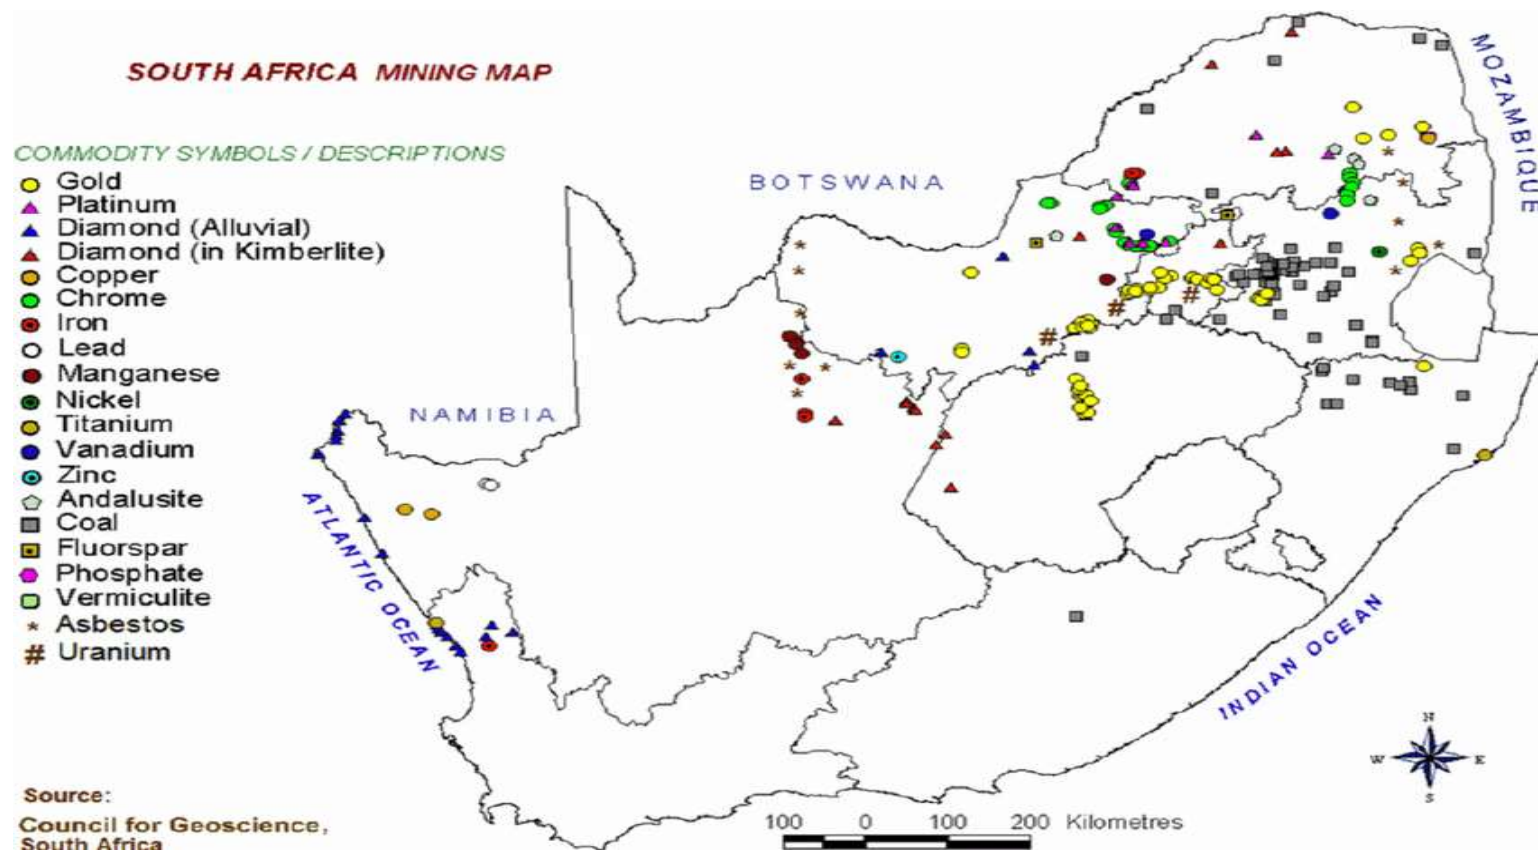 SOUTH AFRICA MINING MAP
COMMODITY SYMBOLS / DESCRIPTIONS
Gold
Platinum
Diamond (Alluvial)
Diamond (in Kimberlite)
Copper
Chrome
Iron
Lead
Manganese
Nickel
Titanium
Vanadium
Zinc
Andalusite
Coal
Fluorspar
Phosphate
Vermiculite
Asbestos
# Uranium
BOTSWANA
MOZAMBIQUE
NAMIBIA
ATLANTIC OCEAN
INDIAN OCEAN
N
W E
S
Source:
Council for Geoscience,
South Africa
100 0 100 200 Kilometres